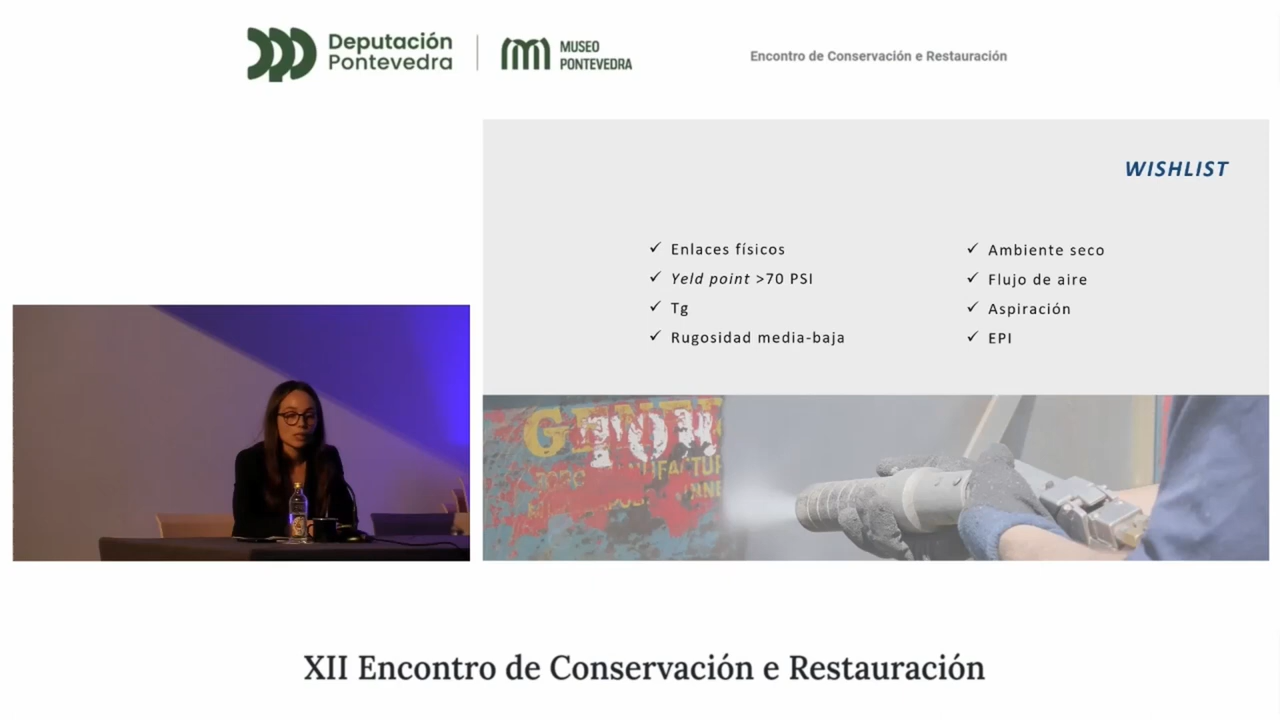 Deputación
Pontevedra
MUSEO
PONTEVEDRA
Encontro de Conservación e Restauración
WISHLIST
✓ Enlaces físicos
✓ Yeld point >70 PSI
✓ Tg
✓ Rugosidad media-baja
✓ Ambiente seco
✓ Flujo de aire
✓ Aspiración
✓ EPI
XII Encontro de Conservación e Restauración